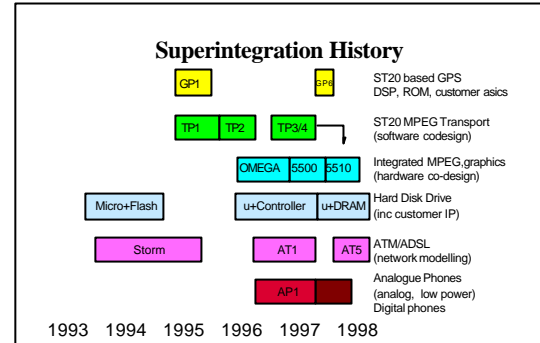 Superintegration History
GP1
GP6
ST20 based GPS
DSP, ROM, customer asics
TP1
TP2
TP3/4
ST20 MPEG Transport
(software codesign)
OMEGA
5500
5510
Integrated MPEG,graphics
(hardware co-design)
Micro+Flash
u+Controller
u+DRAM
Hard Disk Drive
(inc customer IP)
Storm
AT1
AT5
ATM/ADSL
(network modelling)
AP1
Analogue Phones
(analog, low power)
Digital phones
1993 1994 1995 1996 1997 1998